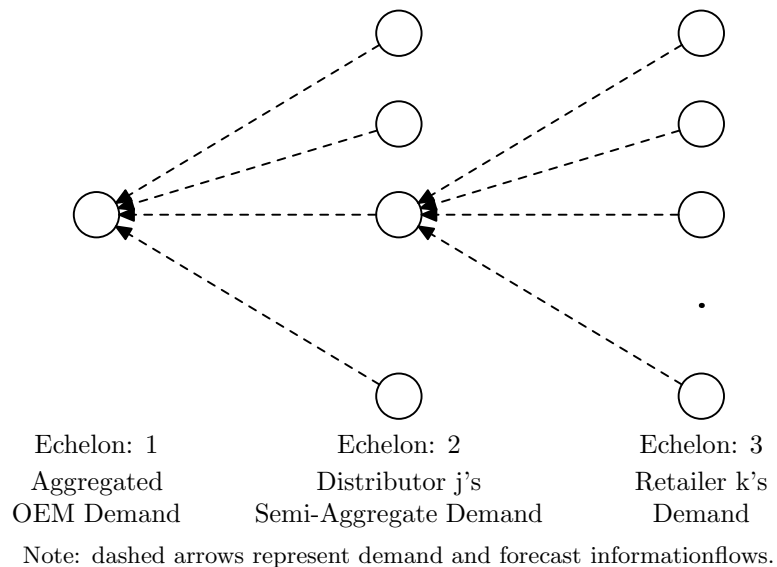 Echelon: 1 Echelon: 2 Echelon: 3
Aggregated Distributor j's Retailer k's
OEM Demand Semi-Aggregate Demand Demand
Note: dashed arrows represent demand and forecast informationflows.